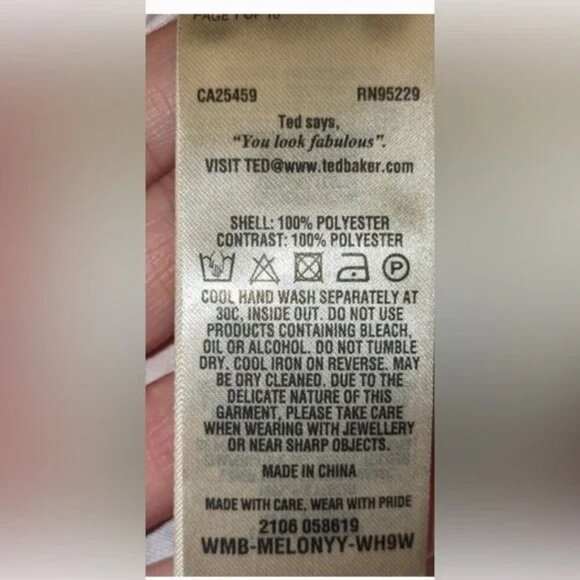 PAGE 1 OF 10
CA25459 RN95229
Ted says,
"You look fabulous".
VISIT TED@www.tedbaker.com
SHELL: 100% POLYESTER
CONTRAST: 100% POLYESTER
P
COOL HAND WASH SEPARATELY AT
30C, INSIDE OUT. DO NOT USE
PRODUCTS CONTAINING BLEACH,
OIL OR ALCOHOL. DO NOT TUMBLE
DRY. COOL IRON ON REVERSE. MAY
BE DRY CLEANED. DUE TO THE
DELICATE NATURE OF THIS
GARMENT, PLEASE TAKE CARE
WHEN WEARING WITH JEWELLERY
OR NEAR SHARP OBJECTS.
MADE IN CHINA
MADE WITH CARE, WEAR WITH PRIDE
2106 058619
WMB-MELONYY-WH9W